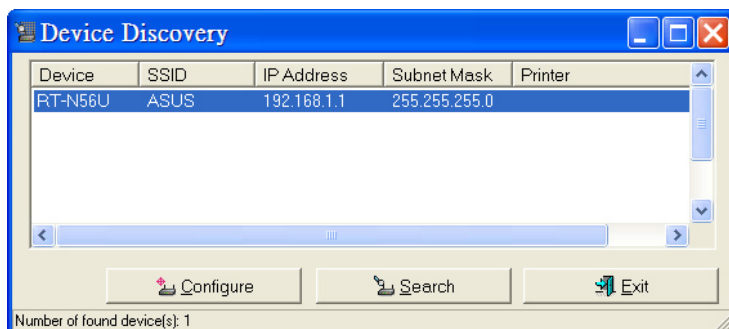 Device Discovery
Device SSID IP Address Subnet Mask Printer
RT-N56U ASUS 192.168.1.1 255.255.255.0
Configure Search Exit
Number of found device(s): 1